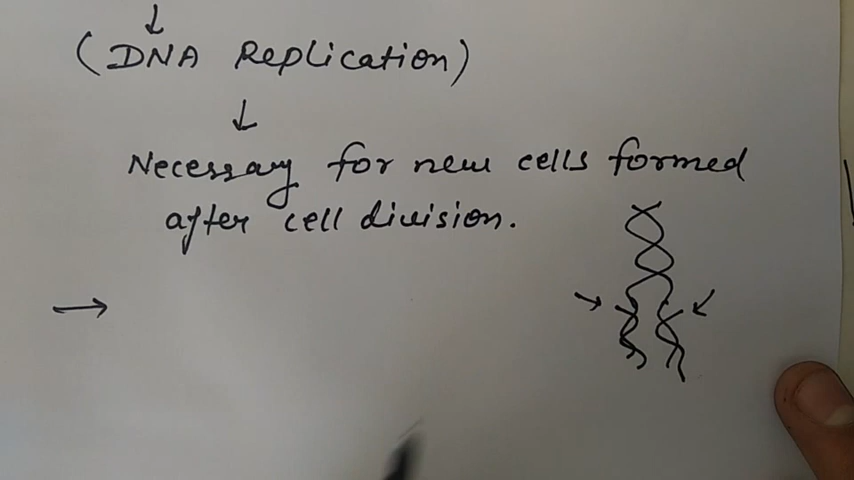 ↓
(DNA Replication)
↓
Necessary for new cells formed
after cell division.
→